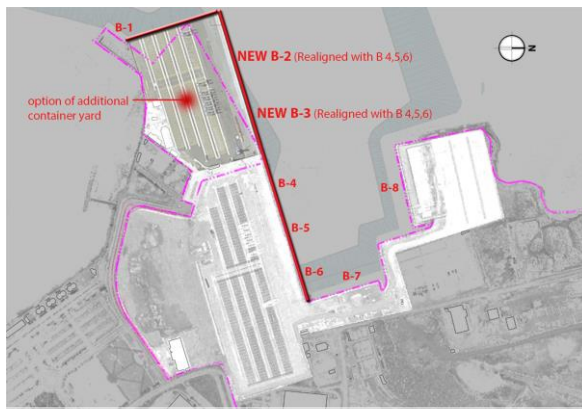 B-1
N
NEW B-2 (Realigned with B 4,5,6)
option of additional
container yard
NEW B-3 (Realigned with B 4,5,6)
B-4
B-8
B-5
B-6
B-7